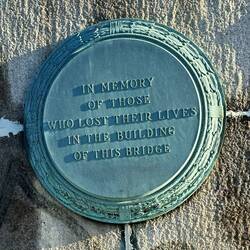 IN MEMORY
OF THOSE
WHO LOST THEIR LIVES
IN THE BUILDING
OF THIS BRIDGE